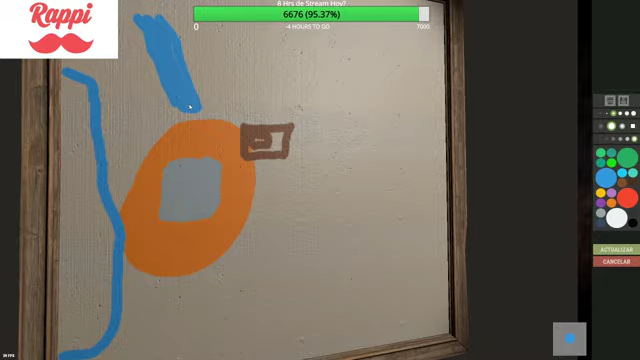 Rappi
8 Hrs de Stream Hoy?
6676 (95.37%)
0
-4 HOURS TO GO
7000
ACTUALIZAR
CANCELAR